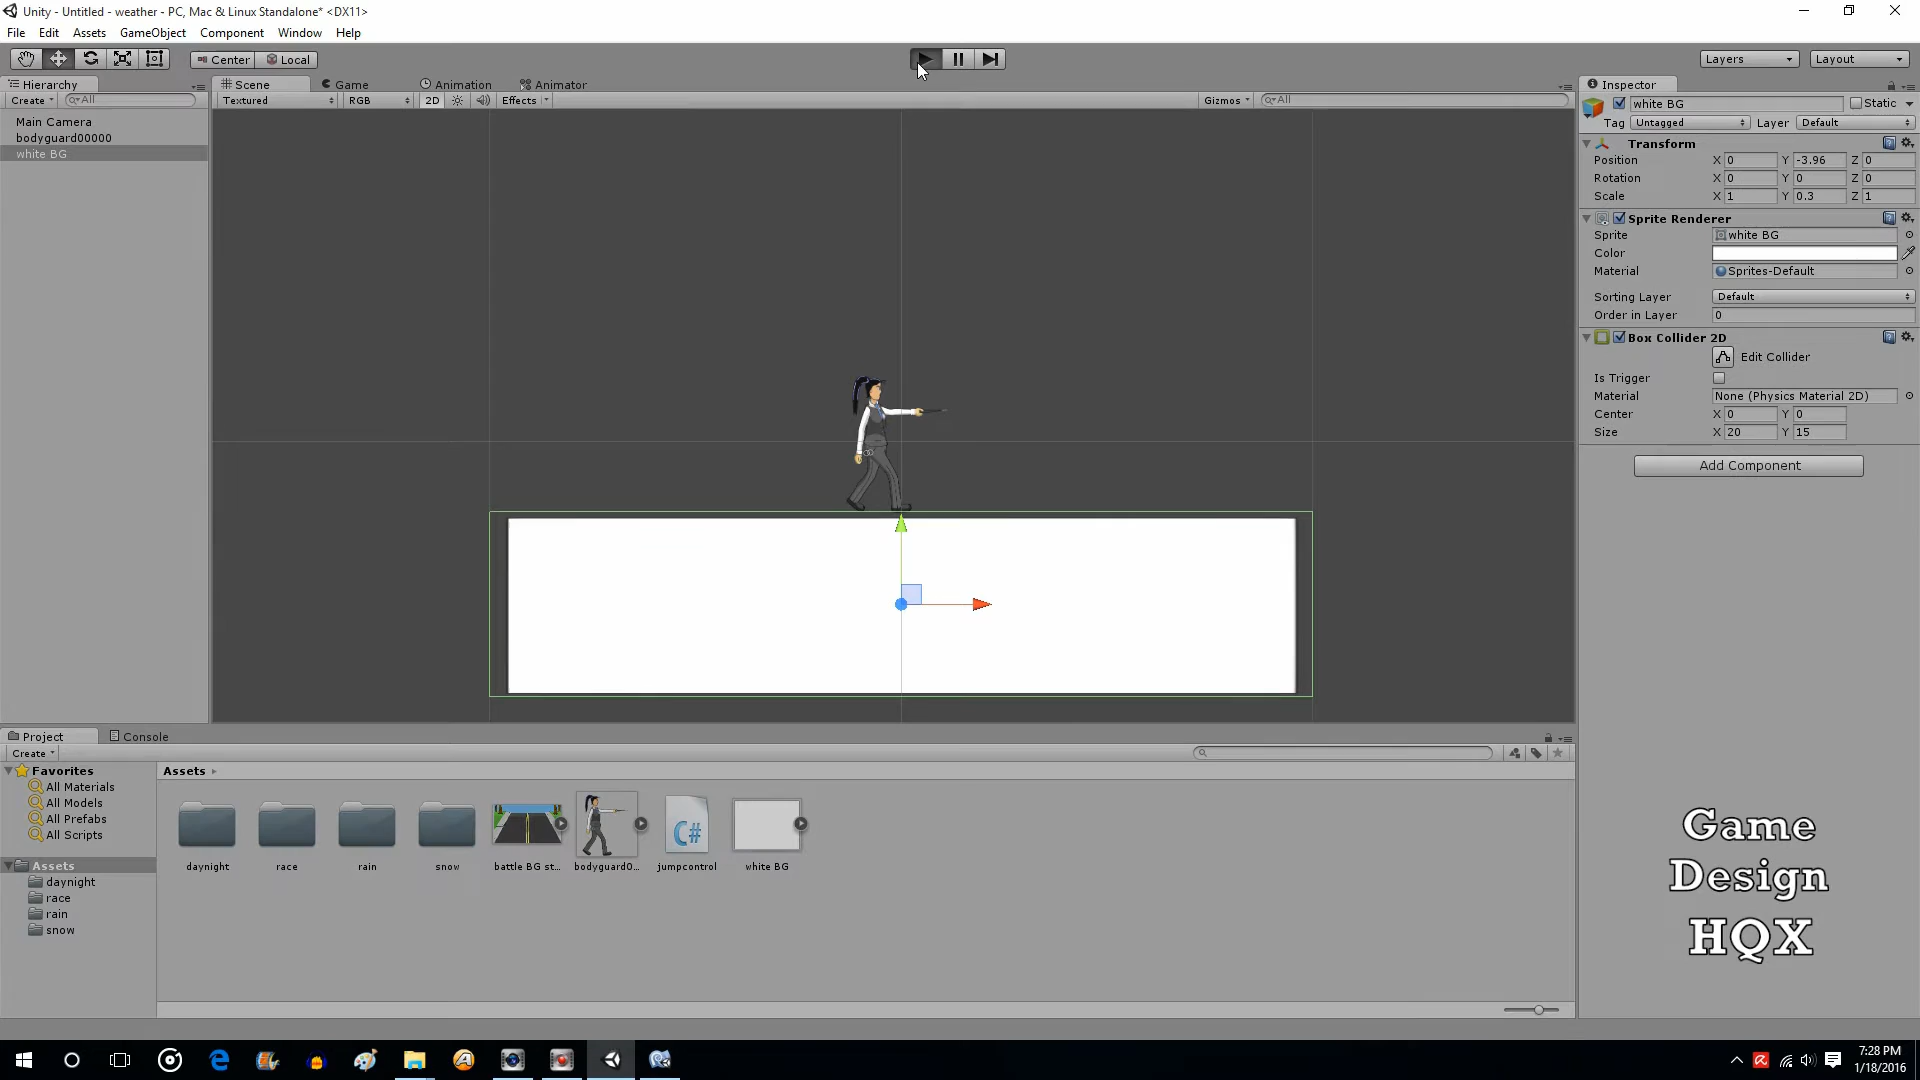 Unity - Untitled - weather - PC, Mac & Linux Standalone* <DX11>
File Edit Assets GameObject Component Window Help
Center Local Layers Layout
Hierarchy
Create All
Main Camera
bodyguard00000
white BG
Scene Game Animation Animator
Textured RGB 2D Effects Gizmos All
Inspector
white BG Static
Tag Untagged Layer Default
Transform
Position X 0 Y -3.96 Z 0
Rotation X 0 Y 0 Z 0
Scale X 1 Y 0.3 Z 1
Sprite Renderer
Sprite white BG
Color
Material Sprites-Default
Sorting Layer Default
Order in Layer 0
Box Collider 2D
Edit Collider
Is Trigger
Material None (Physics Material 2D)
Center X 0 Y 0
Size X 20 Y 15
Add Component
Project Console
Create
Favorites
All Materials
All Models
All Prefabs
All Scripts
Assets
daynight
race
rain
snow
Assets
daynight race rain snow battle BG st... bodyguard0... jumpcontrol white BG
C#
Game
Design
HQX
7:28 PM
1/18/2016